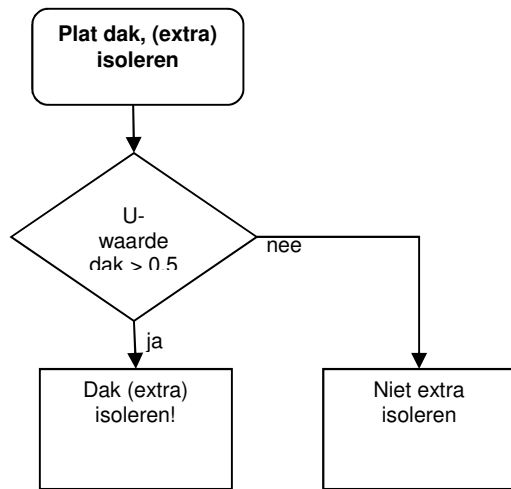 Plat dak, (extra)
isoleren
U-
waarde
dak > 0.5
nee
ja
Dak (extra)
isoleren!
Niet extra
isoleren